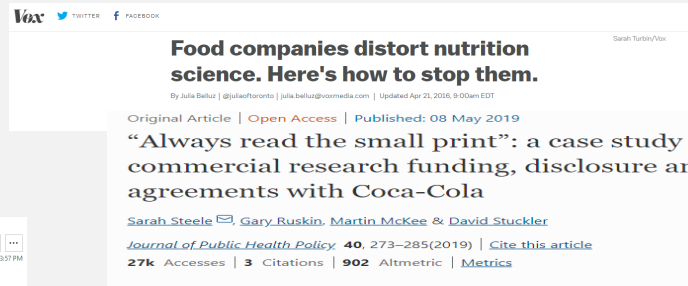 Vox TWITTER FACEBOOK
Sarah Turbin/Vox
Food companies distort nutrition
science. Here's how to stop them.
By Julia Belluz | @juliaoftoronto | julia.belluz@voxmedia.com | Updated Apr 21, 2016, 9:00am EDT
Original Article | Open Access | Published: 08 May 2019
“Always read the small print”: a case study
commercial research funding, disclosure a
agreements with Coca-Cola
Sarah Steele, Gary Ruskin, Martin McKee & David Stuckler
Journal of Public Health Policy 40, 273–285(2019) | Cite this article
...
3:57 PM
27k Accesses | 3 Citations | 902 Altmetric | Metrics